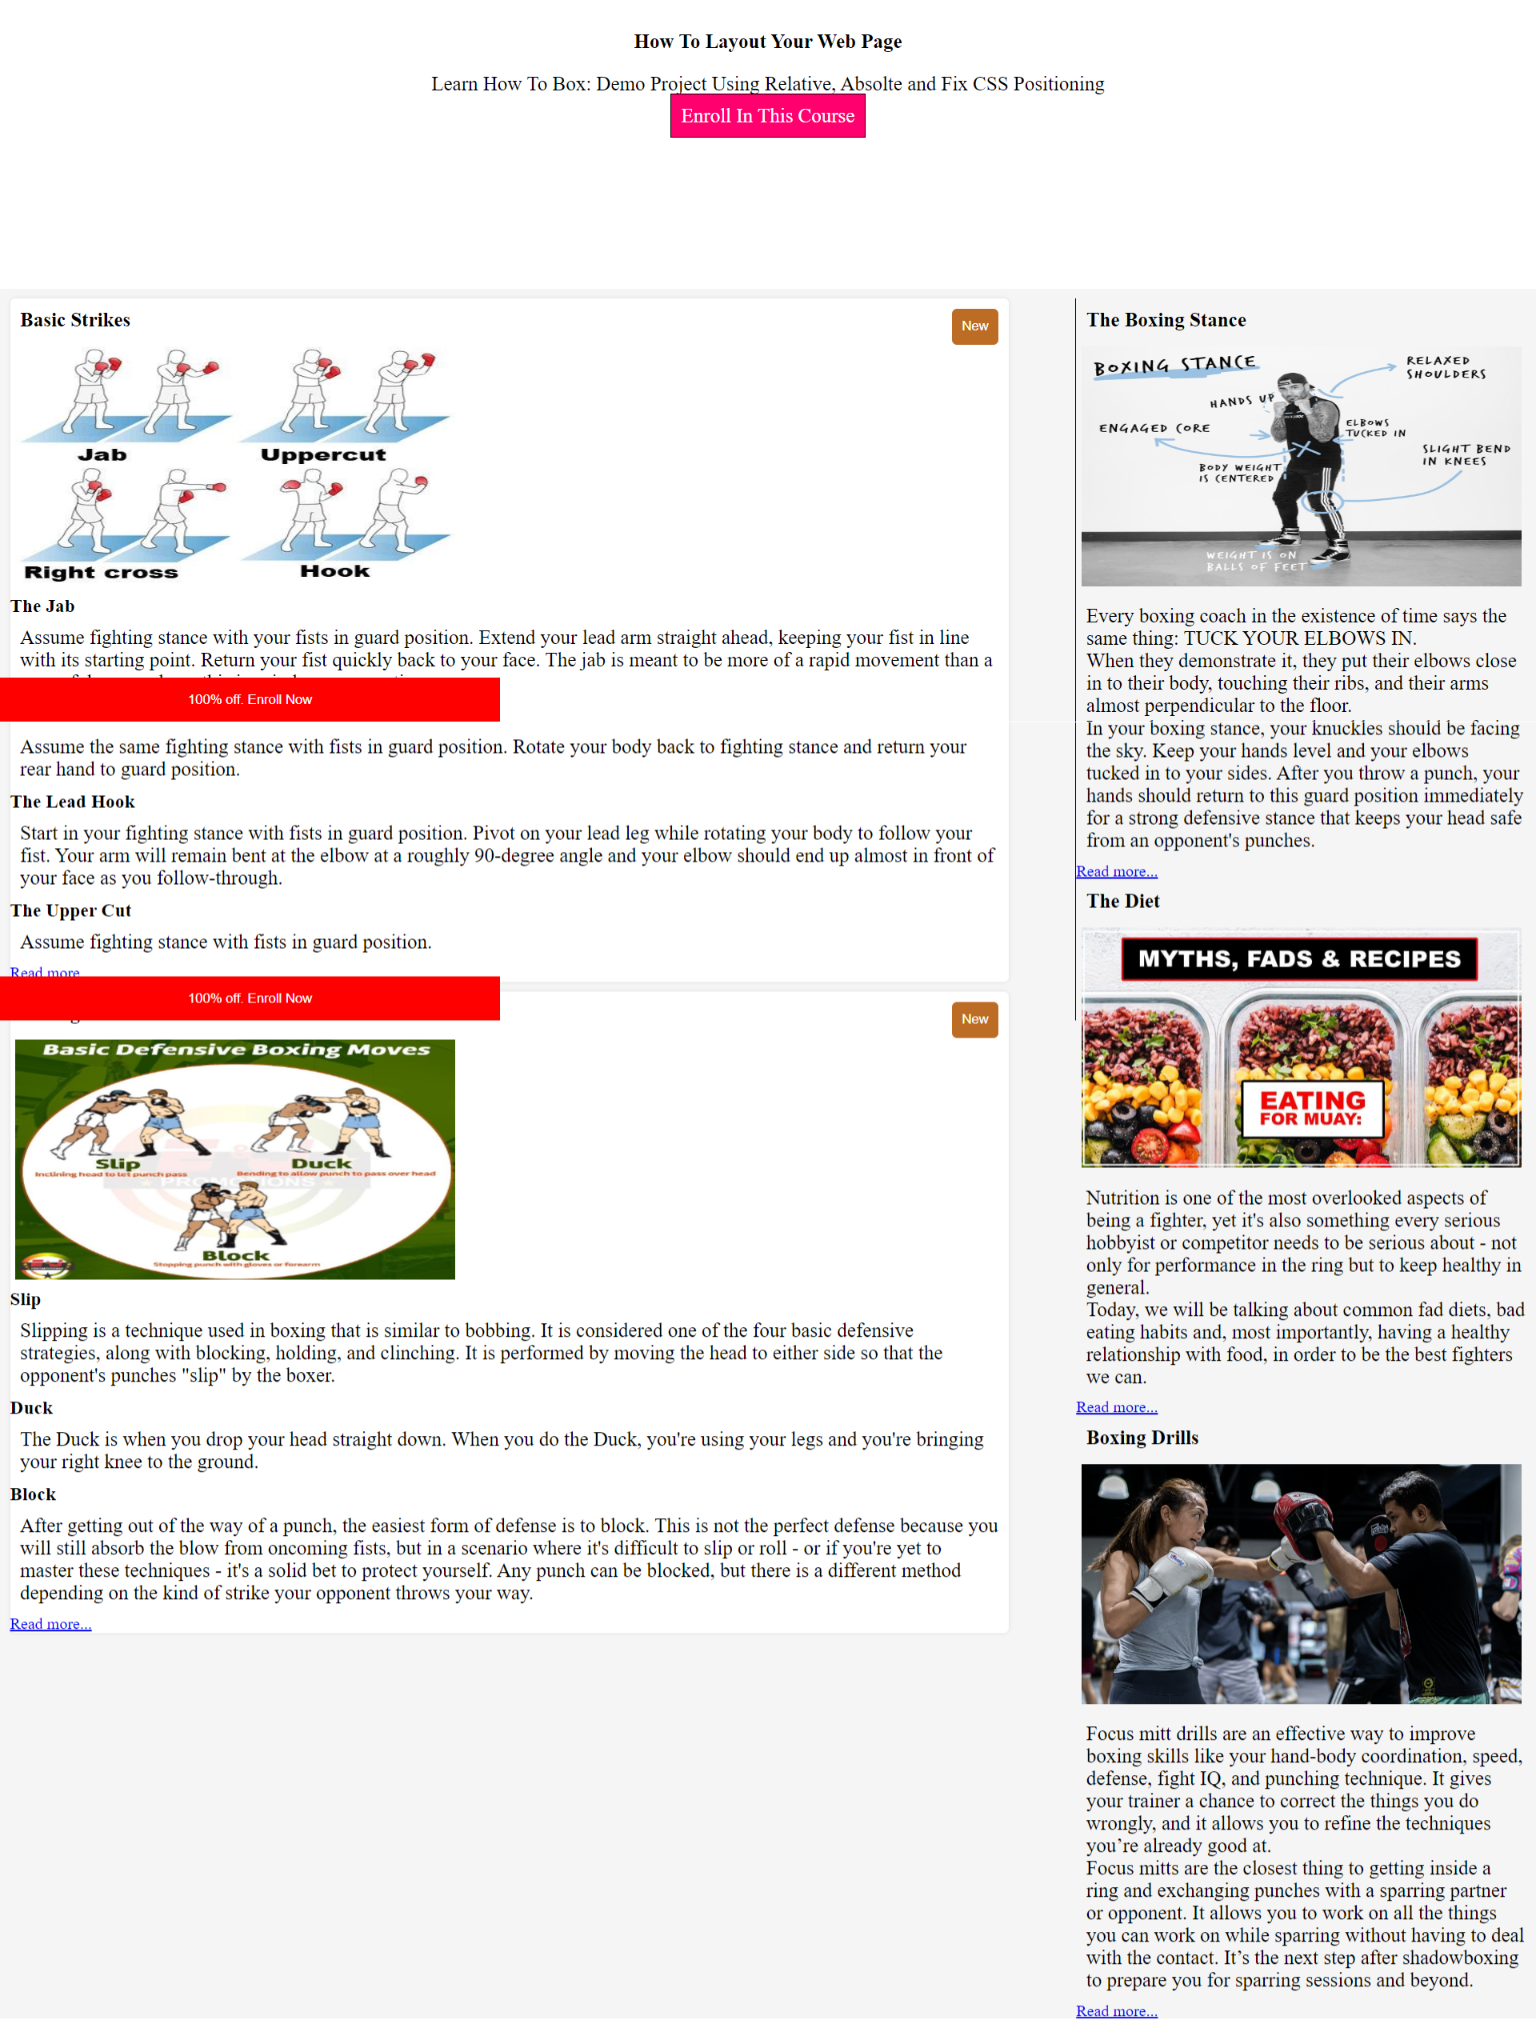 How To Layout Your Web Page
Learn How To Box: Demo Project Using Relative, Absolte and Fix CSS Positioning
Enroll In This Course
Basic Strikes
New
Jab
Uppercut
Right cross
Hook
The Jab
Assume fighting stance with your fists in guard position. Extend your lead arm straight ahead, keeping your fist in line
with its starting point. Return your fist quickly back to your face. The jab is meant to be more of a rapid movement than a
100% off. Enroll Now
Assume the same fighting stance with fists in guard position. Rotate your body back to fighting stance and return your
rear hand to guard position.
The Lead Hook
Start in your fighting stance with fists in guard position. Pivot on your lead leg while rotating your body to follow your
fist. Your arm will remain bent at the elbow at a roughly 90-degree angle and your elbow should end up almost in front of
your face as you follow-through.
The Upper Cut
Assume fighting stance with fists in guard position.
Read more
100% off. Enroll Now
New
Basic Defensive Boxing Moves
Slip
Inclining head to let punch pass
Duck
Bending to allow punch to pass over head
PROMOTIONS
Block
Stopping punch with gloves or forearm
Slip
Slipping is a technique used in boxing that is similar to bobbing. It is considered one of the four basic defensive
strategies, along with blocking, holding, and clinching. It is performed by moving the head to either side so that the
opponent's punches "slip" by the boxer.
Duck
The Duck is when you drop your head straight down. When you do the Duck, you're using your legs and you're bringing
your right knee to the ground.
Block
After getting out of the way of a punch, the easiest form of defense is to block. This is not the perfect defense because you
will still absorb the blow from oncoming fists, but in a scenario where it's difficult to slip or roll - or if you're yet to
master these techniques - it's a solid bet to protect yourself. Any punch can be blocked, but there is a different method
depending on the kind of strike your opponent throws your way.
Read more...
The Boxing Stance
BOXING STANCE
RELAXED
SHOULDERS
HANDS UP
ENGAGED CORE
ELBOWS
TUCKED IN
SLIGHT BEND
IN KNEES
BODY WEIGHT
IS CENTERED
WEIGHT IS ON
BALLS OF FEET
Every boxing coach in the existence of time says the
same thing: TUCK YOUR ELBOWS IN.
When they demonstrate it, they put their elbows close
in to their body, touching their ribs, and their arms
almost perpendicular to the floor.
In your boxing stance, your knuckles should be facing
the sky. Keep your hands level and your elbows
tucked in to your sides. After you throw a punch, your
hands should return to this guard position immediately
for a strong defensive stance that keeps your head safe
from an opponent's punches.
Read more...
The Diet
MYTHS, FADS & RECIPES
EATING
FOR MUAY:
Nutrition is one of the most overlooked aspects of
being a fighter, yet it's also something every serious
hobbyist or competitor needs to be serious about - not
only for performance in the ring but to keep healthy in
general.
Today, we will be talking about common fad diets, bad
eating habits and, most importantly, having a healthy
relationship with food, in order to be the best fighters
we can.
Read more...
Boxing Drills
Focus mitt drills are an effective way to improve
boxing skills like your hand-body coordination, speed,
defense, fight IQ, and punching technique. It gives
your trainer a chance to correct the things you do
wrongly, and it allows you to refine the techniques
you’re already good at.
Focus mitts are the closest thing to getting inside a
ring and exchanging punches with a sparring partner
or opponent. It allows you to work on all the things
you can work on while sparring without having to deal
with the contact. It’s the next step after shadowboxing
to prepare you for sparring sessions and beyond.
Read more...